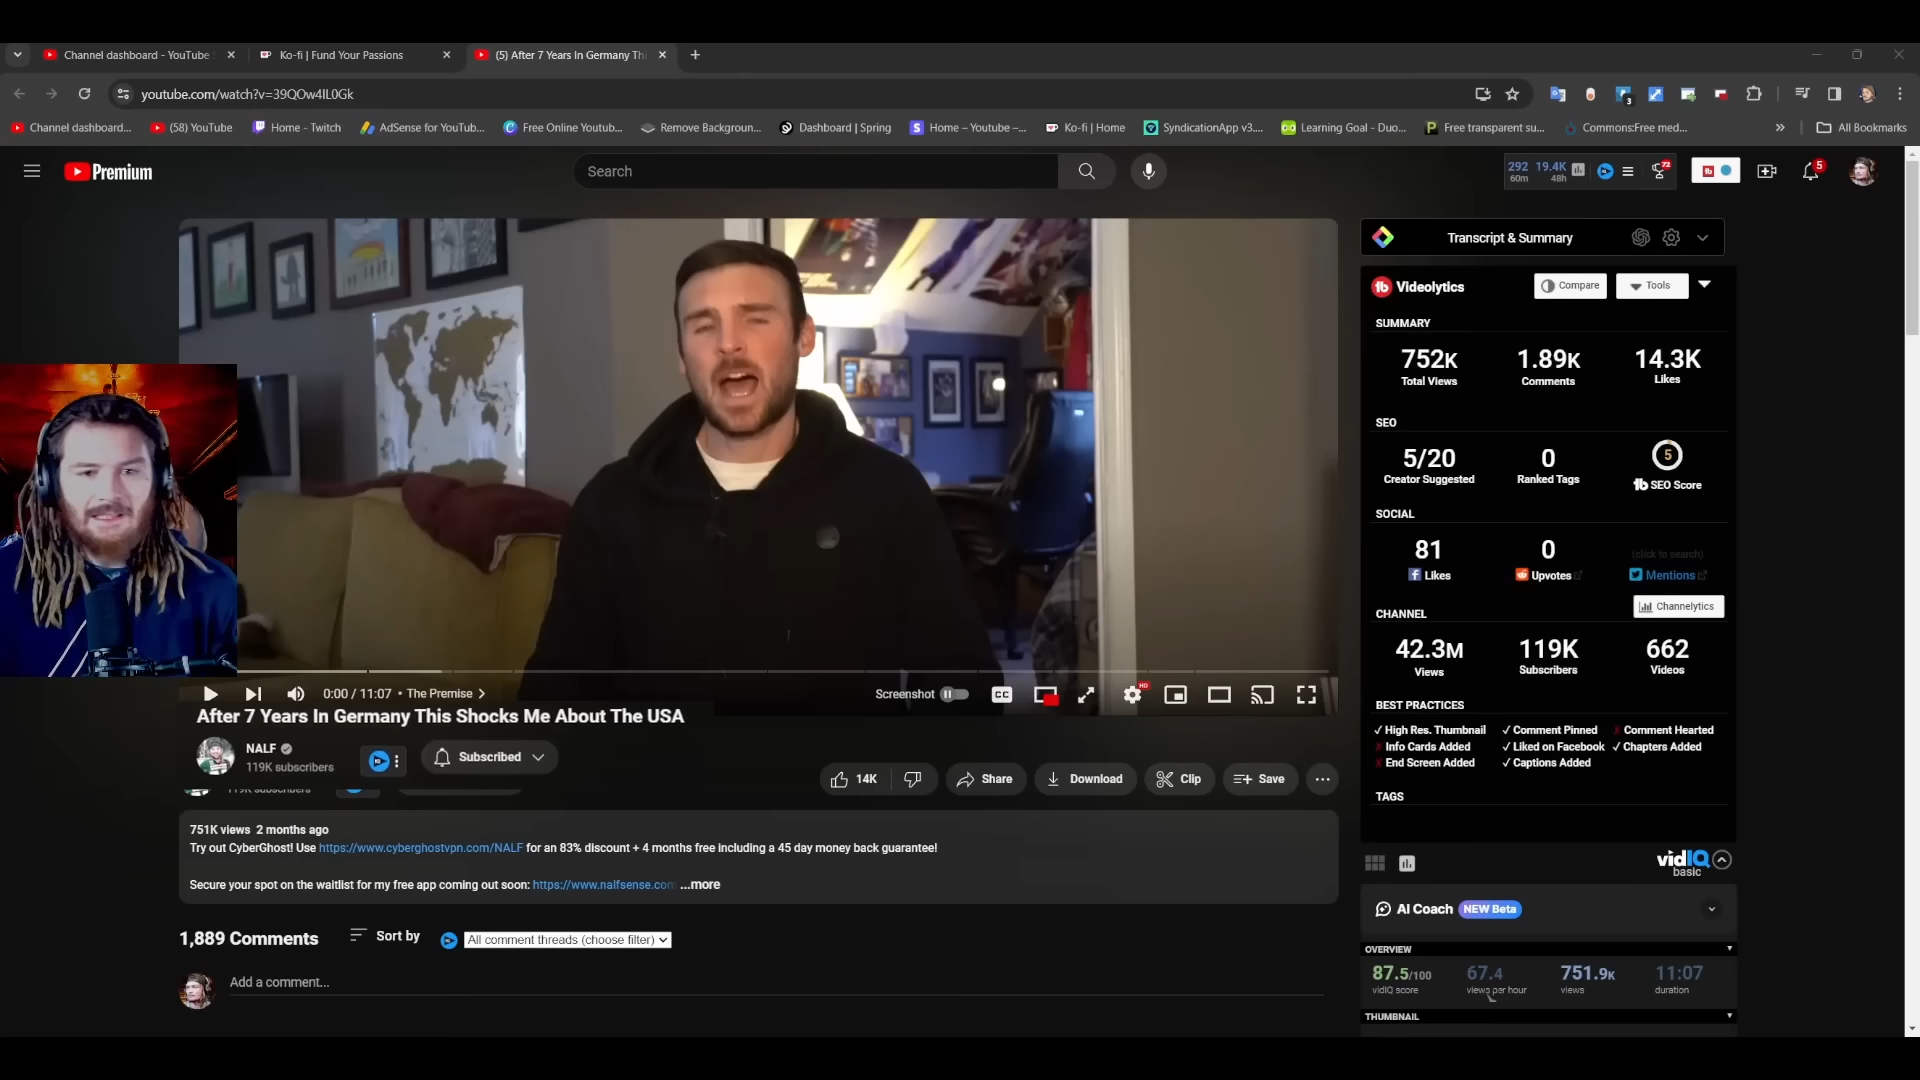 Channel dashboard - YouTube
Ko-fi | Fund Your Passions
(5) After 7 Years In Germany Thi
youtube.com/watch?v=39QOw4IL0Gk
3
Channel dashboard...
(58) YouTube
Home - Twitch
AdSense for YouTub...
Free Online Youtub...
Remove Backgroun...
Dashboard | Spring
Home – Youtube –...
Ko-fi | Home
SyndicationApp v3....
Learning Goal - Duo...
Free transparent su...
Commons:Free med...
All Bookmarks
Premium
Search
292 19.4K
60m 48h
72
5
Transcript & Summary
Videolytics
Compare
Tools
SUMMARY
752K 1.89K 14.3K
Total Views Comments Likes
SEO
5/20 0 5
Creator Suggested Ranked Tags SEO Score
SOCIAL
81 0 (click to search)
Likes Upvotes Mentions
CHANNEL
Channelytics
42.3M 119K 662
Views Subscribers Videos
BEST PRACTICES
✓ High Res. Thumbnail ✓ Comment Pinned x Comment Hearted
x Info Cards Added ✓ Liked on Facebook ✓ Chapters Added
x End Screen Added ✓ Captions Added
TAGS
0:00 / 11:07 • The Premise
Screenshot
CC
HD
After 7 Years In Germany This Shocks Me About The USA
NALF
119K subscribers
Subscribed
14K
Share
Download
Clip
Save
751K views 2 months ago
Try out CyberGhost! Use https://www.cyberghostvpn.com/NALF for an 83% discount + 4 months free including a 45 day money back guarantee!
Secure your spot on the waitlist for my free app coming out soon: https://www.nalfsense.com ...more
1,889 Comments
Sort by
All comment threads (choose filter)
Add a comment...
vidIQ
basic
AI Coach NEW Beta
OVERVIEW
87.5/100 67.4 751.9K 11:07
vidIQ score views per hour views duration
THUMBNAIL